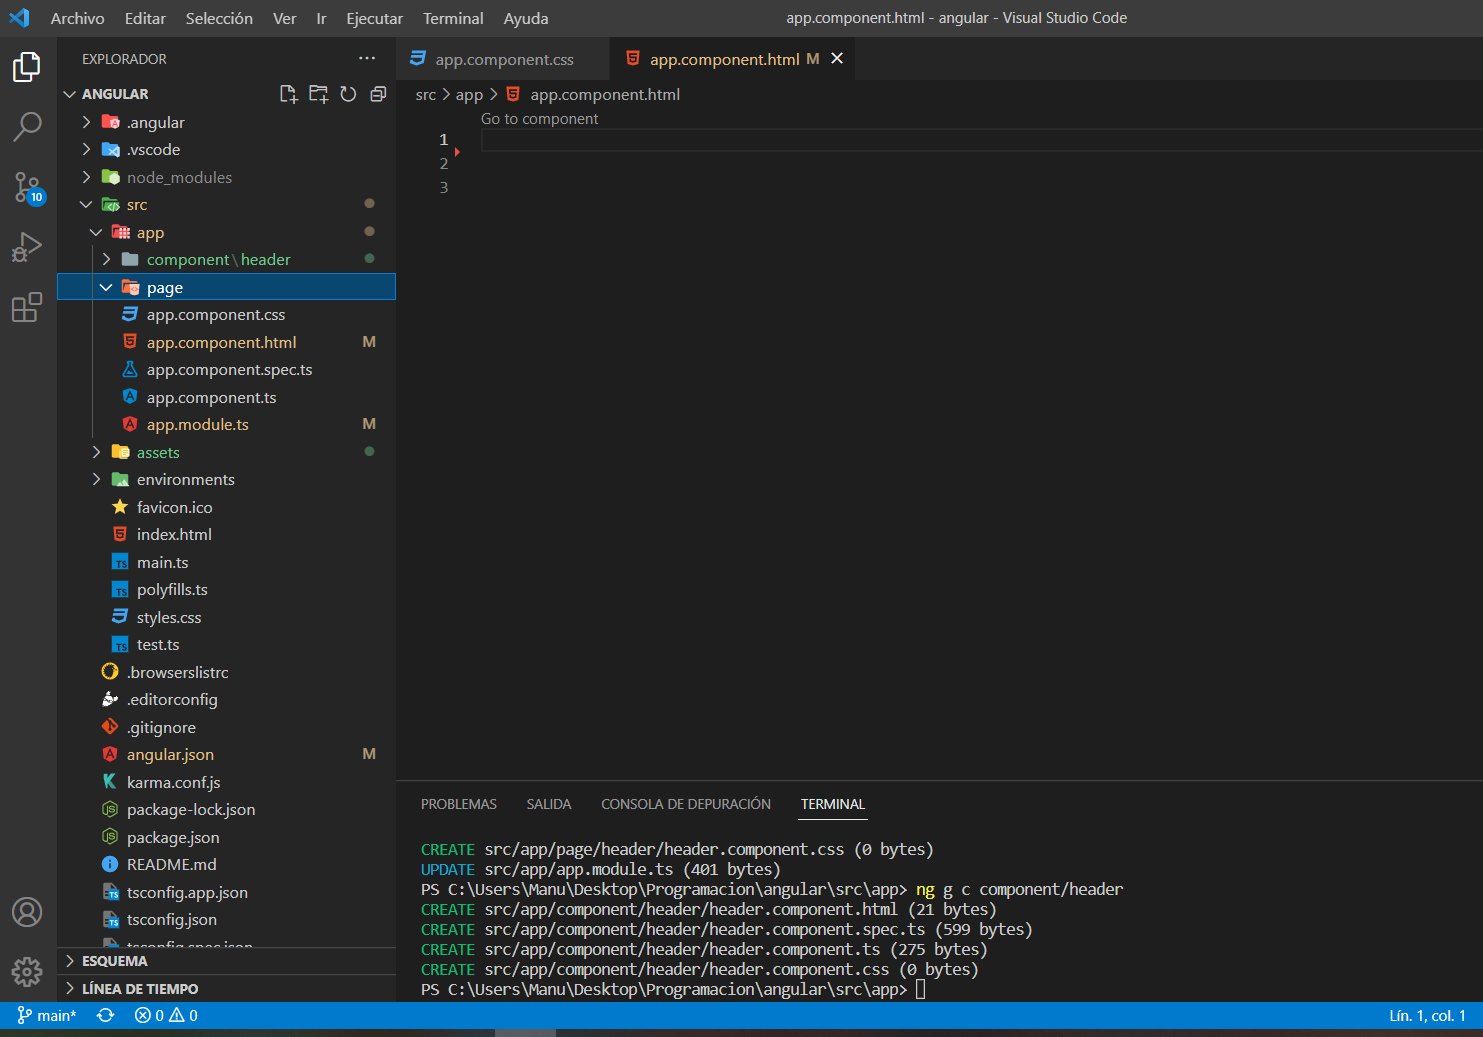 Archivo Editar Selección Ver Ir Ejecutar Terminal Ayuda
app.component.html - angular - Visual Studio Code
EXPLORADOR
ANGULAR
.angular
.vscode
node_modules
src
app
component\header
page
app.component.css
app.component.html M
app.component.spec.ts
app.component.ts
app.module.ts M
assets
environments
favicon.ico
index.html
main.ts
polyfills.ts
styles.css
test.ts
.browserslistrc
.editorconfig
.gitignore
angular.json M
karma.conf.js
package-lock.json
package.json
README.md
tsconfig.app.json
tsconfig.json
tsconfig.spec.json
ESQUEMA
LÍNEA DE TIEMPO
10
app.component.css
app.component.html M
src > app > app.component.html
Go to component
1
2
3
PROBLEMAS SALIDA CONSOLA DE DEPURACIÓN TERMINAL
CREATE src/app/page/header/header.component.css (0 bytes)
UPDATE src/app/app.module.ts (401 bytes)
PS C:\Users\Manu\Desktop\Programacion\angular\src\app> ng g c component/header
CREATE src/app/component/header/header.component.html (21 bytes)
CREATE src/app/component/header/header.component.spec.ts (599 bytes)
CREATE src/app/component/header/header.component.ts (275 bytes)
CREATE src/app/component/header/header.component.css (0 bytes)
PS C:\Users\Manu\Desktop\Programacion\angular\src\app>
main* 0 0
Lín. 1, col. 1